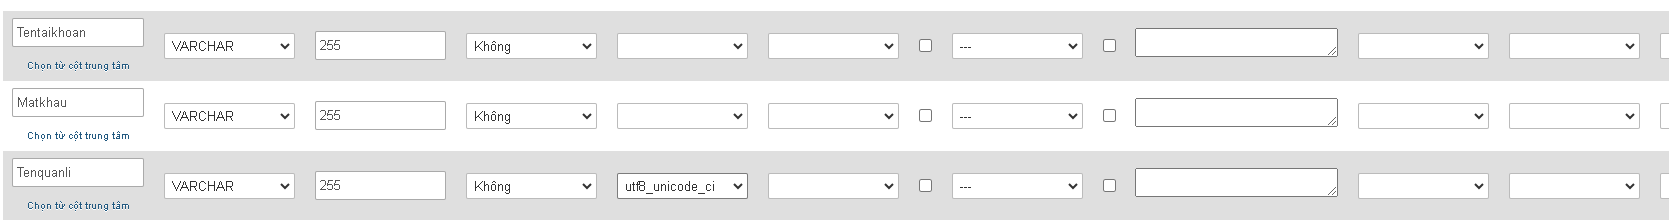 Tentaikhoan
VARCHAR 255 Không ---
Chọn từ cột trung tâm
Matkhau
VARCHAR 255 Không ---
Chọn từ cột trung tâm
Tenquanli
VARCHAR 255 Không utf8_unicode_ci ---
Chọn từ cột trung tâm